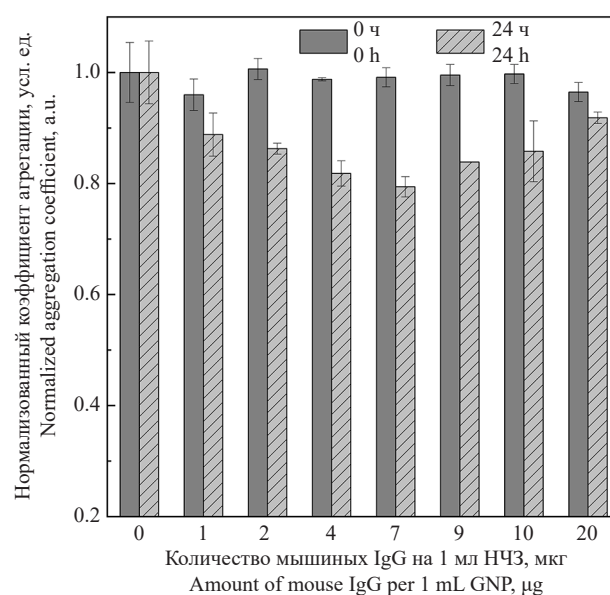 0 ч
0 h
24 ч
24 h
Нормализованный коэффициент агрегации, усл. ед.
Normalized aggregation coefficient, a.u.
1.0
0.8
0.6
0.4
0.2
0 1 2 4 7 9 10 20
Количество мышиных IgG на 1 мл НЧЗ, мкг
Amount of mouse IgG per 1 mL GNP, μg